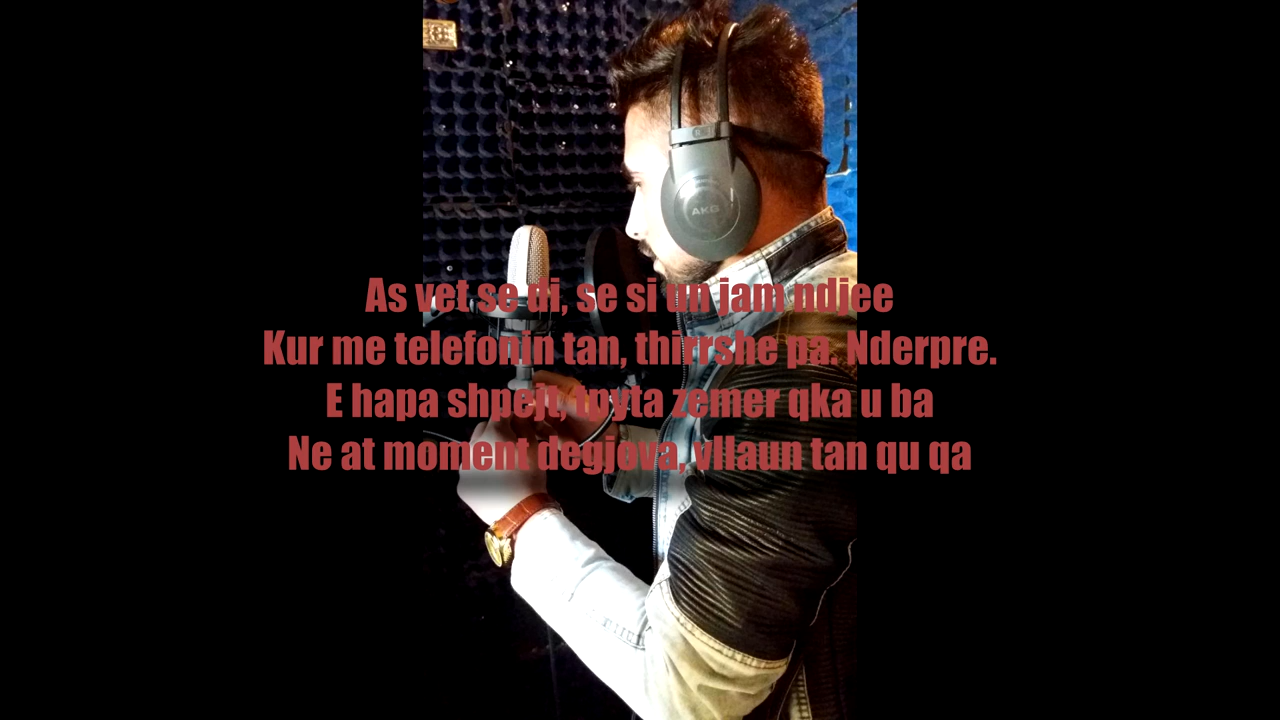 AKG
As vet se di, se si un jam ndjee
Kur me telefonin tan, thirrshe pa. Nderpre.
E hapa shpejt, tpyta zemer qka u ba
Ne at moment degjova, vllaun tan qu qa